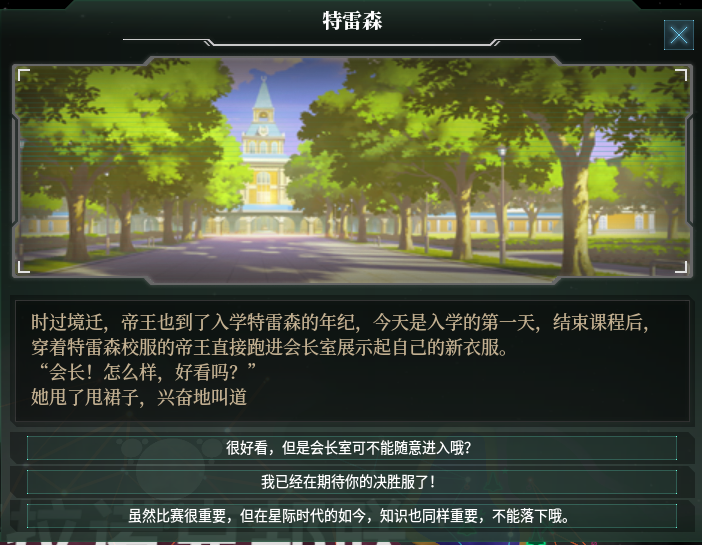 特雷森
时过境迁，帝王也到了入学特雷森的年纪，今天是入学的第一天，结束课程后，
穿着特雷森校服的帝王直接跑进会长室展示起自己的新衣服。
“会长！怎么样，好看吗？”
她甩了甩裙子，兴奋地叫道
很好看，但是会长室可不能随意进入哦？
我已经在期待你的决胜服了！
虽然比赛很重要，但在星际时代的如今，知识也同样重要，不能落下哦。